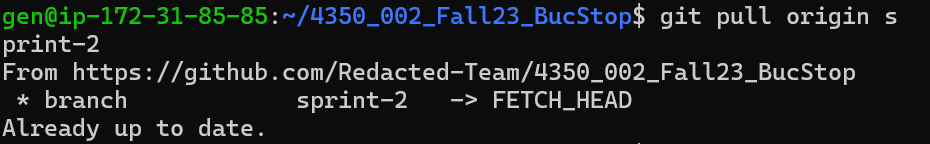 gen@ip-172-31-85-85:~/4350_002_Fall23_BucStop$ git pull origin s
print-2
From https://github.com/Redacted-Team/4350_002_Fall23_BucStop
 * branch            sprint-2   -> FETCH_HEAD
Already up to date.